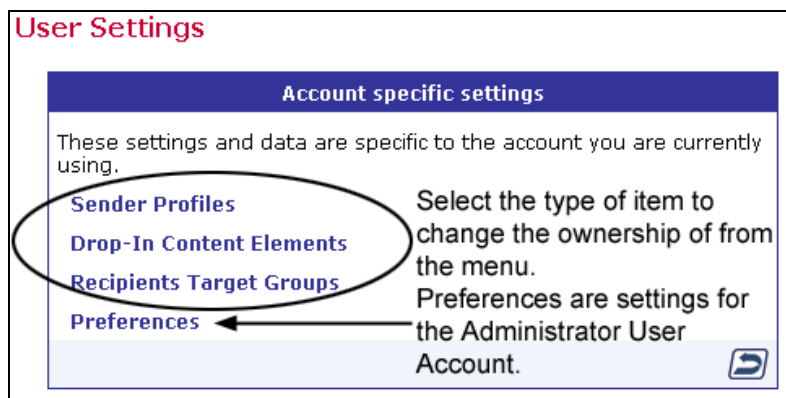 User Settings
Account specific settings
These settings and data are specific to the account you are currently
using.
Sender Profiles
Drop-In Content Elements
Recipients Target Groups
Preferences
Select the type of item to
change the ownership of from
the menu.
Preferences are settings for
the Administrator User
Account.